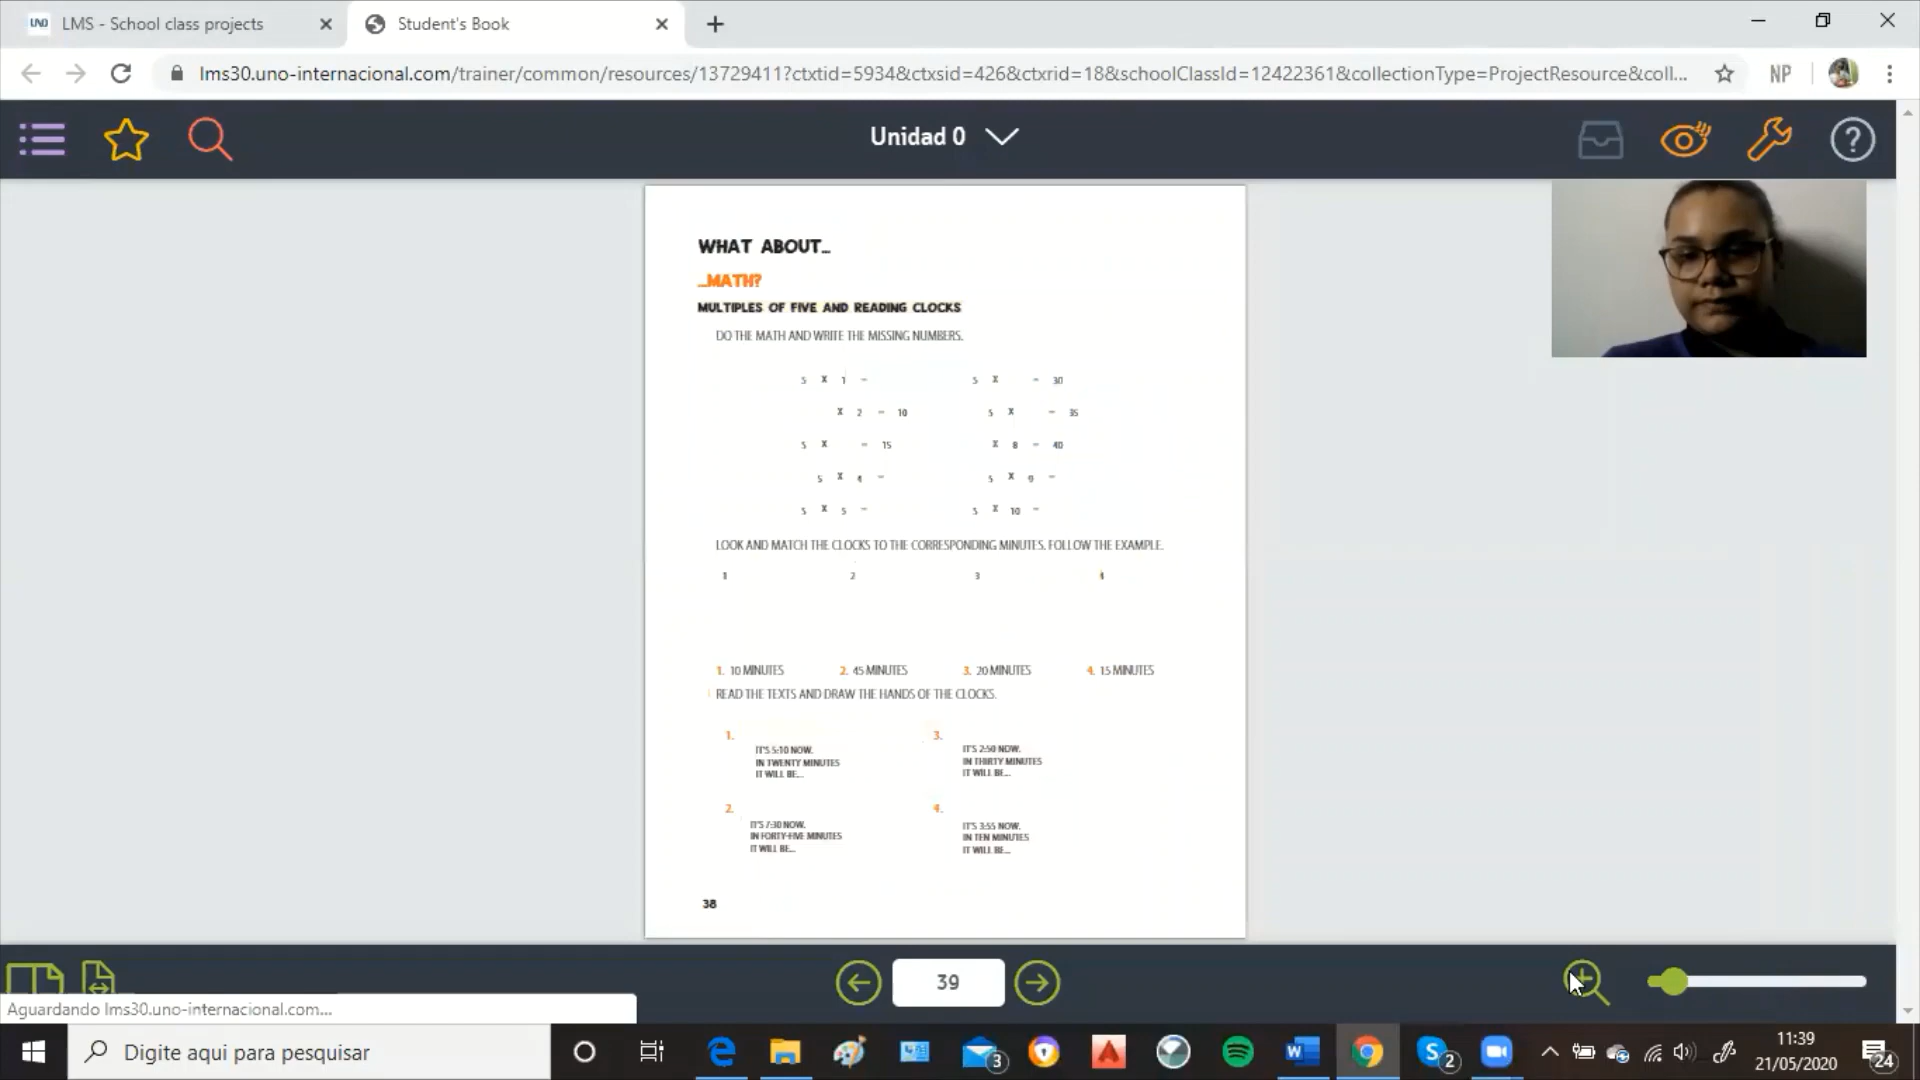 LMS - School class projects
Student's Book
lms30.uno-internacional.com/trainer/common/resources/13729411?ctxtid=5934&ctxsid=426&ctxrid=18&schoolClassId=12422361&collectionType=ProjectResource&coll...
NP
Unidad 0
WHAT ABOUT...
...MATH?
MULTIPLES OF FIVE AND READING CLOCKS
DO THE MATH AND WRITE THE MISSING NUMBERS.
5 X 1 =
5 X = 30
X 2 = 10
5 X = 35
5 X = 15
X 8 = 40
5 X 4 =
5 X 9 =
5 X 5 =
5 X 10 =
LOOK AND MATCH THE CLOCKS TO THE CORRESPONDING MINUTES. FOLLOW THE EXAMPLE.
1 2 3 4
1. 10 MINUTES 2. 45 MINUTES 3. 20 MINUTES 4. 15 MINUTES
READ THE TEXTS AND DRAW THE HANDS OF THE CLOCKS.
1.
IT'S 5:10 NOW.
IN TWENTY MINUTES
IT WILL BE...
3.
IT'S 2:50 NOW.
IN THIRTY MINUTES
IT WILL BE...
2.
IT'S 7:30 NOW.
IN FORTY-FIVE MINUTES
IT WILL BE...
4.
IT'S 3:55 NOW.
IN TEN MINUTES
IT WILL BE...
38
39
Aguardando lms30.uno-internacional.com...
Digite aqui para pesquisar
3
2
11:39
21/05/2020
24